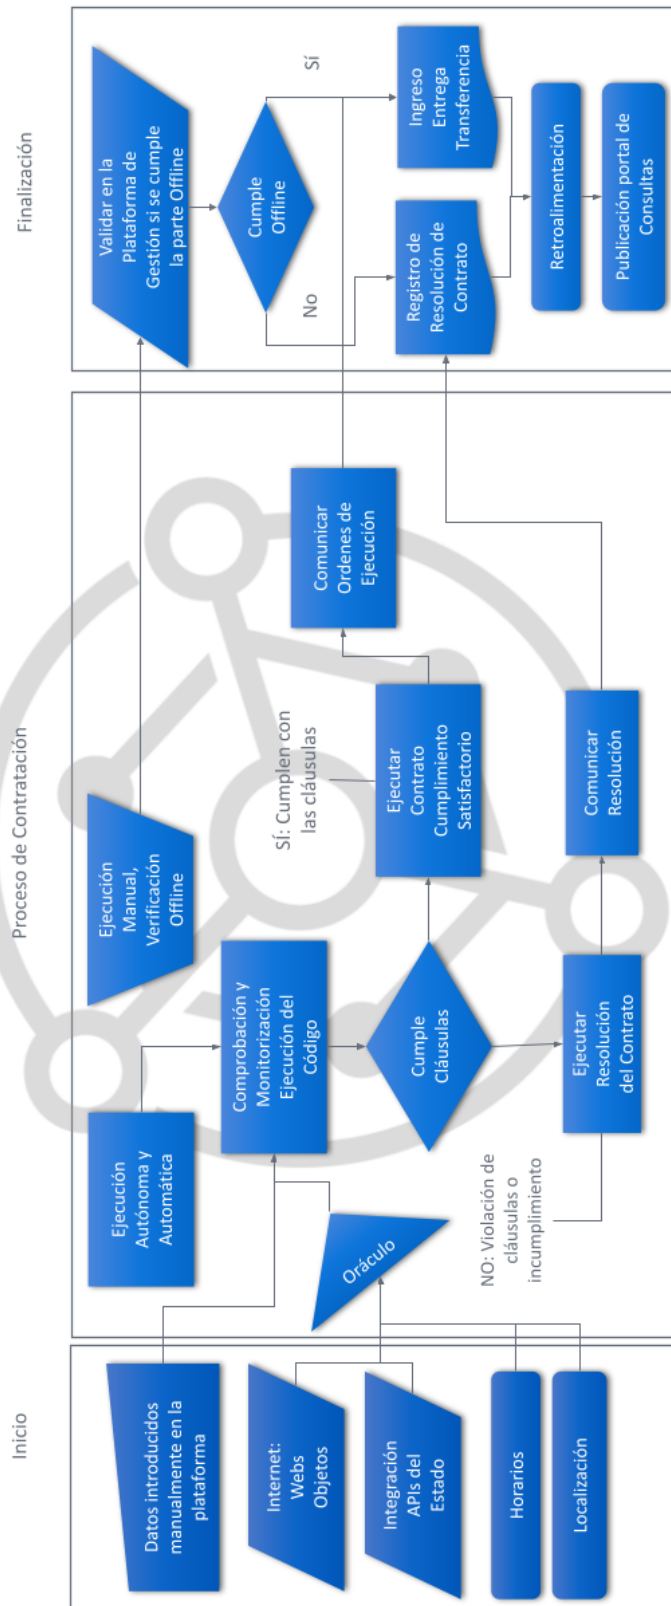 Inicio
Datos introducidos
manualmente en la
plataforma
Internet:
Webs
Objetos
Integración
APIs del
Estado
Horarios
Localización
Proceso de Contratación
Ejecución
Autónoma y
Automática
Ejecución
Manual,
Verificación
Offline
Comprobación y
Monitorización
Ejecución del
Código
Oráculo
Cumple
Cláusulas
SÍ: Cumplen con
las cláusulas
Ejecutar
Contrato
Cumplimiento
Satisfactorio
Comunicar
Ordenes de
Ejecución
NO: Violación de
cláusulas o
incumplimiento
Ejecutar
Resolución
del Contrato
Comunicar
Resolución
Finalización
Validar en la
Plataforma de
Gestión si se cumple
la parte Offline
Cumple
Offline
No
Sí
Registro de
Resolución de
Contrato
Ingreso
Entrega
Transferencia
Retroalimentación
Publicación portal de
Consultas